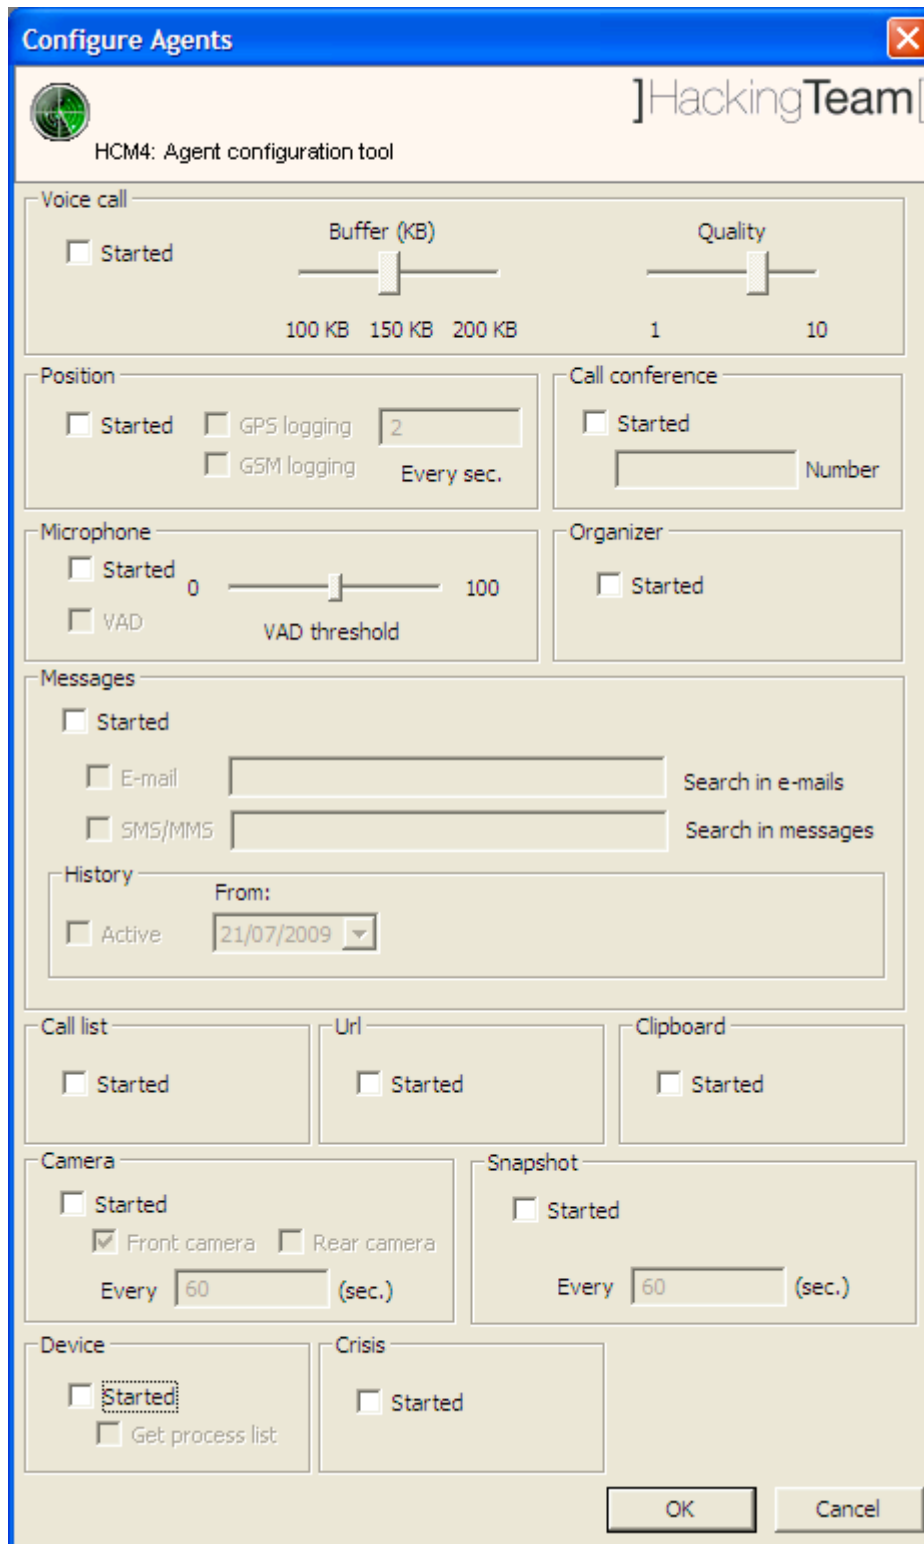 Configure Agents
]HackingTeam[
HCM4: Agent configuration tool
Voice call
Started
Buffer (KB)
Quality
100 KB 150 KB 200 KB
1 10
Position
Started
GPS logging 2
GSM logging
Every sec.
Call conference
Started
Number
Microphone
Started
0 100
VAD
VAD threshold
Organizer
Started
Messages
Started
E-mail Search in e-mails
SMS/MMS Search in messages
History
From:
Active 21/07/2009
Call list
Started
Url
Started
Clipboard
Started
Camera
Started
Front camera Rear camera
Every 60 (sec.)
Snapshot
Started
Every 60 (sec.)
Device
Started
Get process list
Crisis
Started
OK Cancel